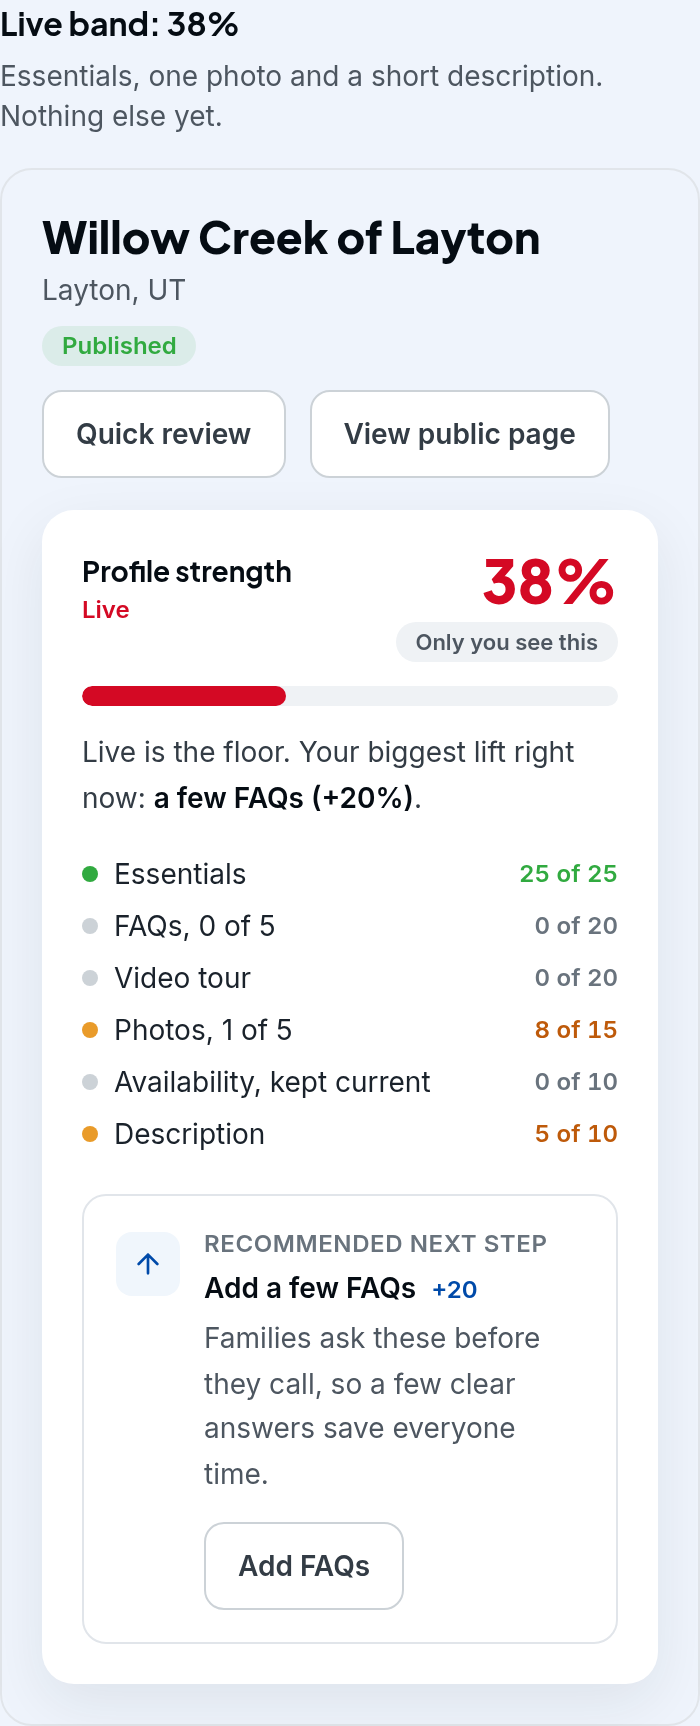 Live band: 38%
Essentials, one photo and a short description.
Nothing else yet.
Willow Creek of Layton
Layton, UT
Published
Quick review
View public page
Profile strength
38%
Live
Only you see this
Live is the floor. Your biggest lift right
now: a few FAQs (+20%).
Essentials 25 of 25
FAQs, 0 of 5 0 of 20
Video tour 0 of 20
Photos, 1 of 5 8 of 15
Availability, kept current 0 of 10
Description 5 of 10
RECOMMENDED NEXT STEP
Add a few FAQs +20
Families ask these before
they call, so a few clear
answers save everyone
time.
Add FAQs